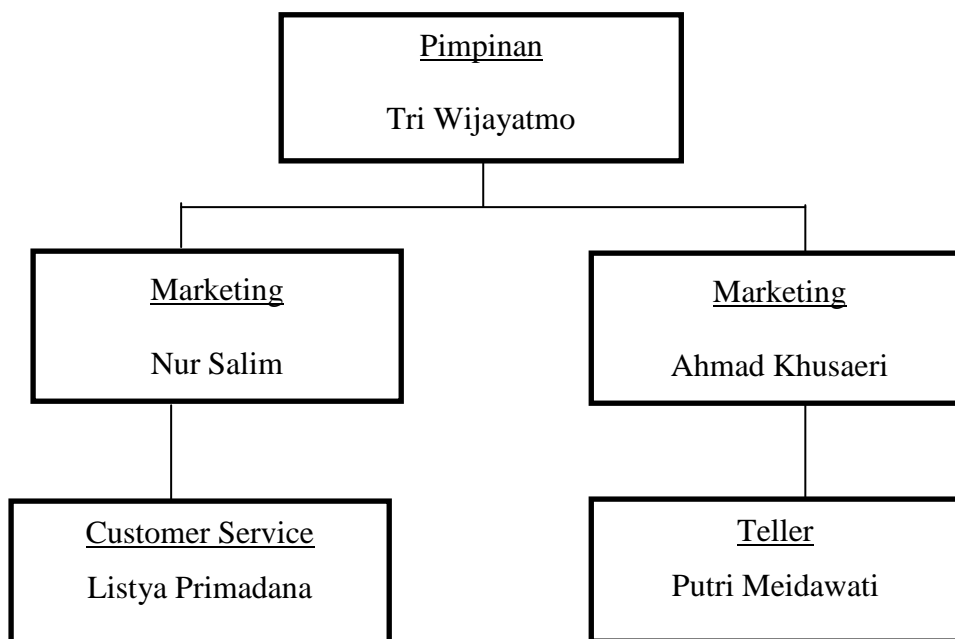 Pimpinan
Tri Wijayatmo
Marketing
Nur Salim
Marketing
Ahmad Khusaeri
Customer Service
Listya Primadana
Teller
Putri Meidawati